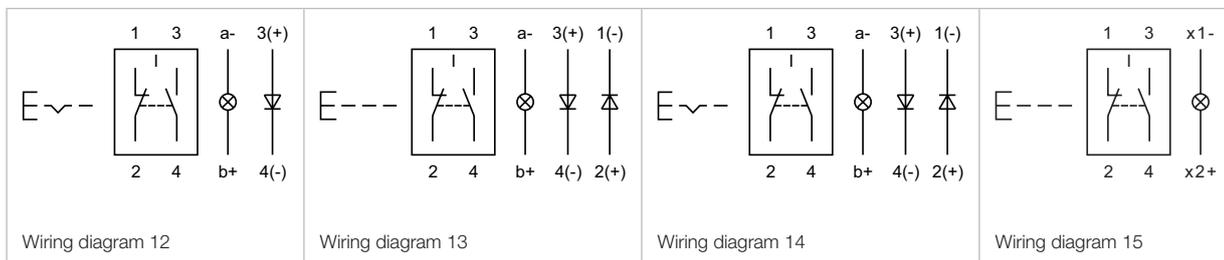 1 3 a- 3(+)
I
2 4 b+ 4(-)
Wiring diagram 12
1 3 a- 3(+) 1(-)
I
2 4 b+ 4(-) 2(+)
Wiring diagram 13
1 3 a- 3(+) 1(-)
I
2 4 b+ 4(-) 2(+)
Wiring diagram 14
1 3 x1-
I
2 4 x2+
Wiring diagram 15